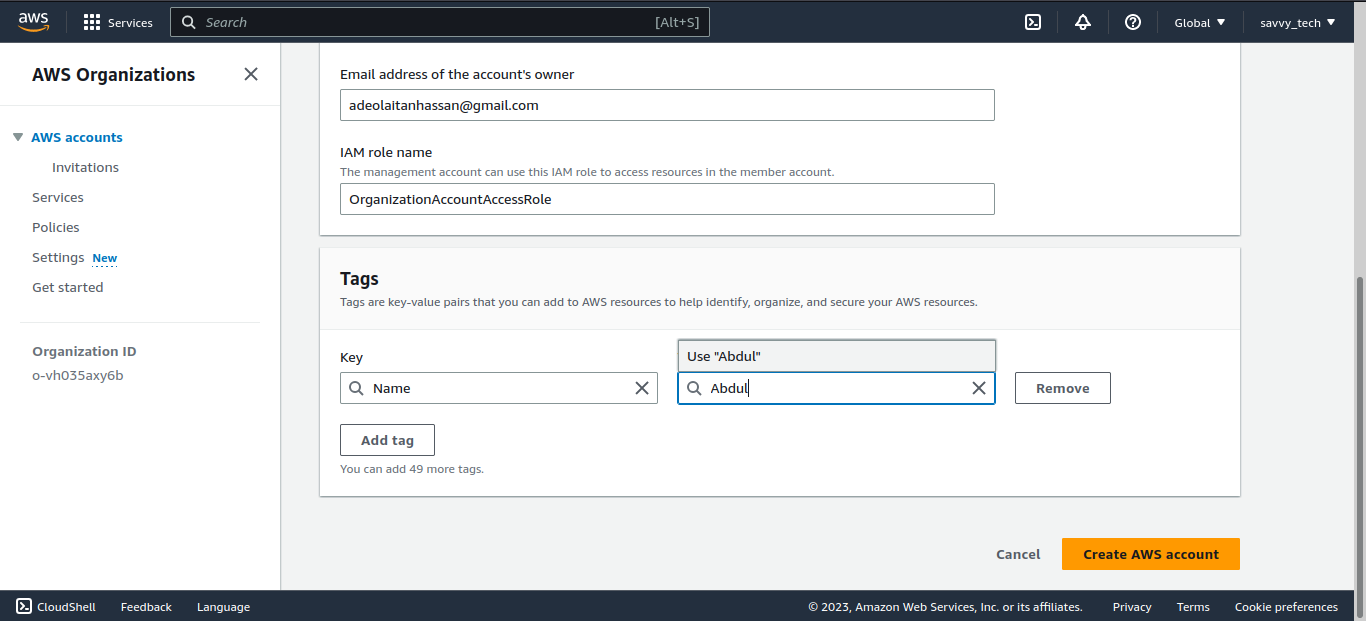 aws
Services
Search
[Alt+S]
Global
savvy_tech
AWS Organizations
AWS accounts
Invitations
Services
Policies
Settings New
Get started
Organization ID
o-vh035axy6b
Email address of the account's owner
adeolaitanhassan@gmail.com
IAM role name
The management account can use this IAM role to access resources in the member account.
OrganizationAccountAccessRole
Tags
Tags are key-value pairs that you can add to AWS resources to help identify, organize, and secure your AWS resources.
Key
Use "Abdul"
Name
Abdul
Remove
Add tag
You can add 49 more tags.
Cancel
Create AWS account
CloudShell
Feedback
Language
© 2023, Amazon Web Services, Inc. or its affiliates.
Privacy
Terms
Cookie preferences